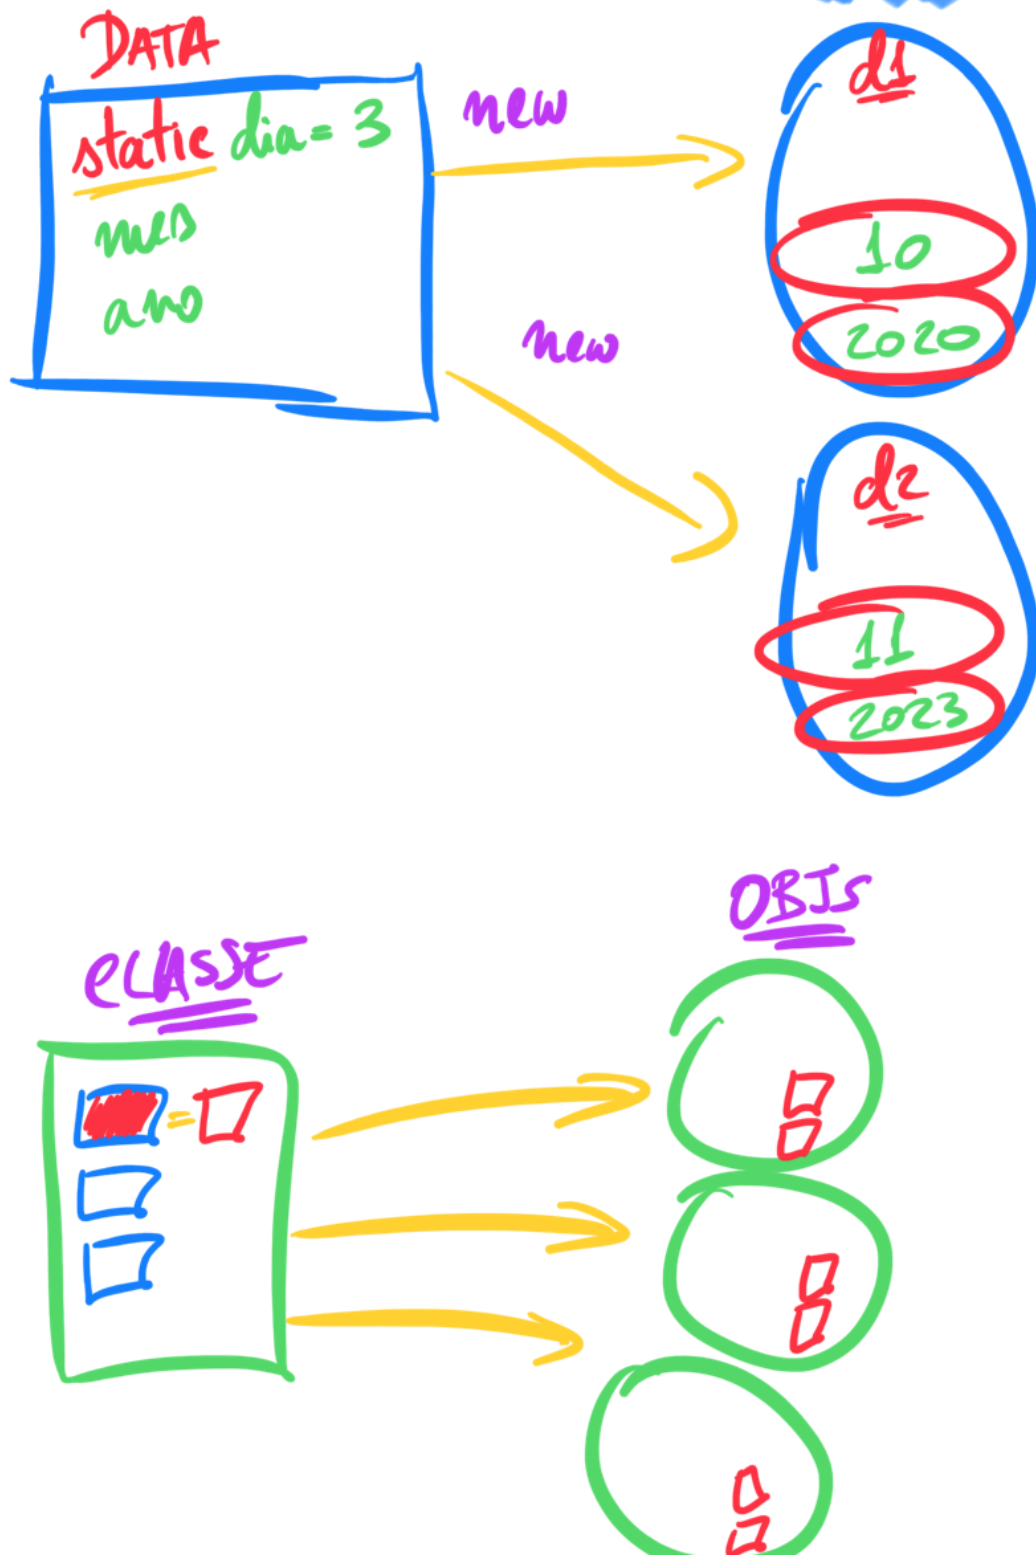 DATA
static dia = 3
mes
ano
new
new
d1
10
2020
d2
11
2023
CLASSE
=
OBJS